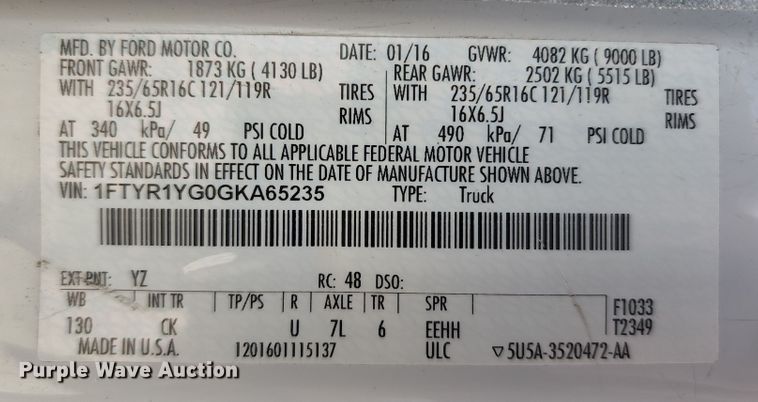 MFD. BY FORD MOTOR CO. DATE: 01/16 GVWR: 4082 KG ( 9000 LB)
FRONT GAWR: 1873 KG ( 4130 LB) REAR GAWR: 2502 KG ( 5515 LB)
WITH 235/65R16C 121/119R TIRES WITH 235/65R16C 121/119R TIRES
16X6.5J RIMS 16X6.5J RIMS
AT 340 kPa/ 49 PSI COLD AT 490 kPa/ 71 PSI COLD
THIS VEHICLE CONFORMS TO ALL APPLICABLE FEDERAL MOTOR VEHICLE
SAFETY STANDARDS IN EFFECT ON THE DATE OF MANUFACTURE SHOWN ABOVE.
VIN: 1FTYR1YG0GKA65235 TYPE: Truck
EXT PNT: YZ RC: 48 DSO:
WB INT TR TP/PS R AXLE TR SPR F1033
130 CK U 7L 6 EEHH T2349
MADE IN U.S.A. 1201601115137 ULC ▽5U5A-3520472-AA
Purple Wave Auction